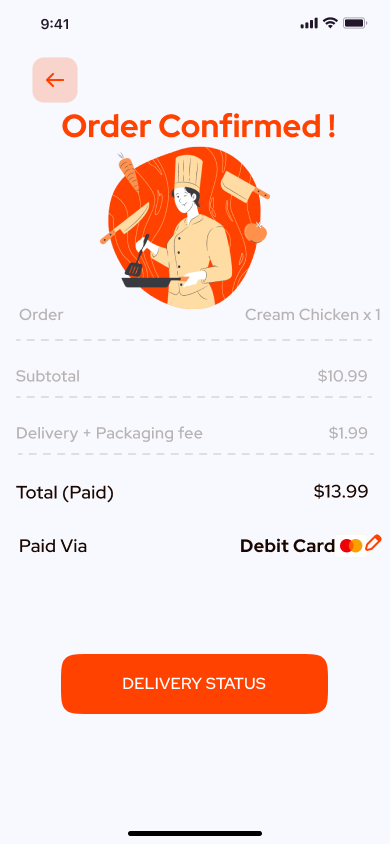 9:41
Order Confirmed !
Order Cream Chicken x 1
Subtotal $10.99
Delivery + Packaging fee $1.99
Total (Paid) $13.99
Paid Via Debit Card
DELIVERY STATUS